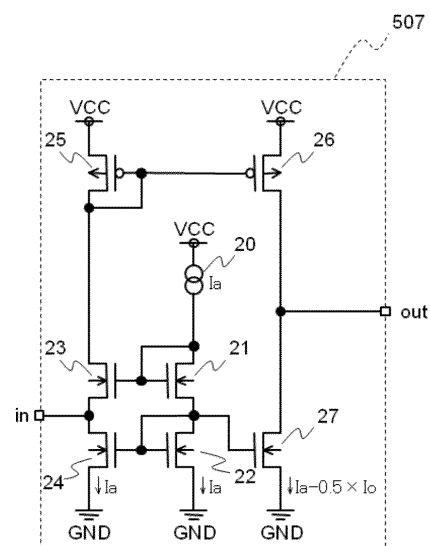 507
VCC
VCC
25
26
VCC
20
Ia
out
23
21
in
27
24
↓Ia
22
↓Ia
↓Ia−0.5×Io
GND
GND
GND